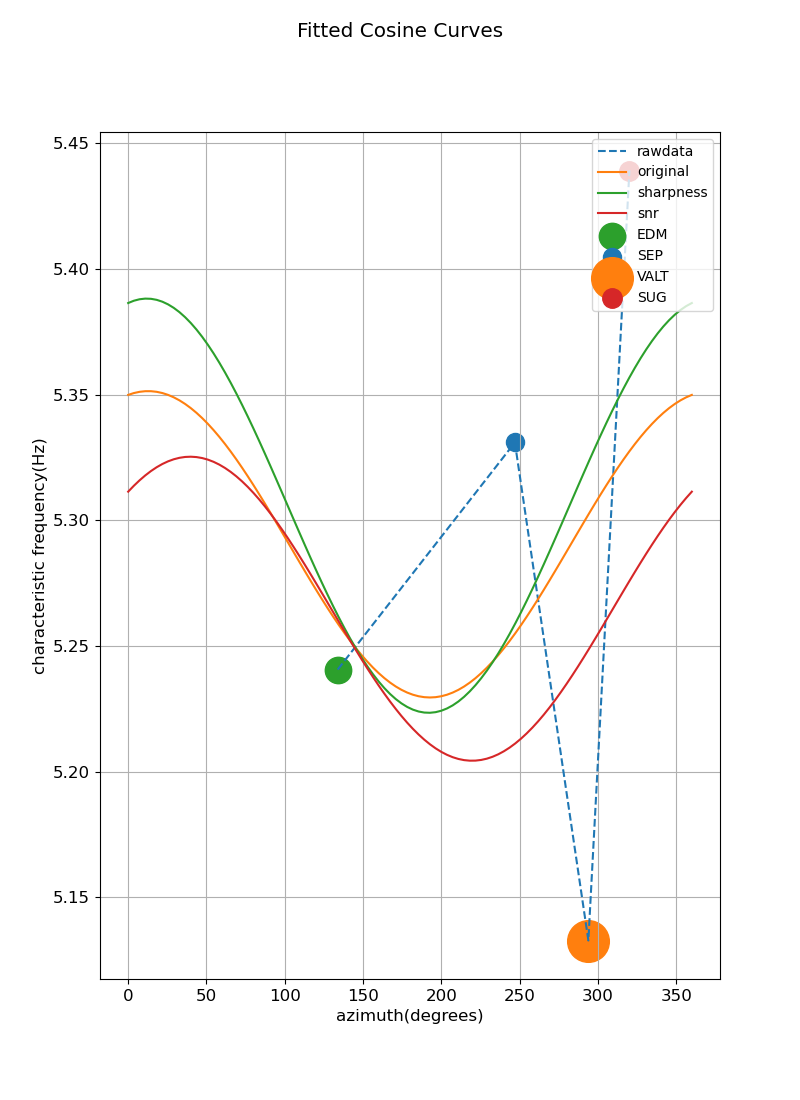 Fitted Cosine Curves
5.45
5.40
5.35
5.30
5.25
5.20
5.15
characteristic frequency(Hz)
rawdata
original
sharpness
snr
EDM
SEP
VALT
SUG
0 50 100 150 200 250 300 350
azimuth(degrees)